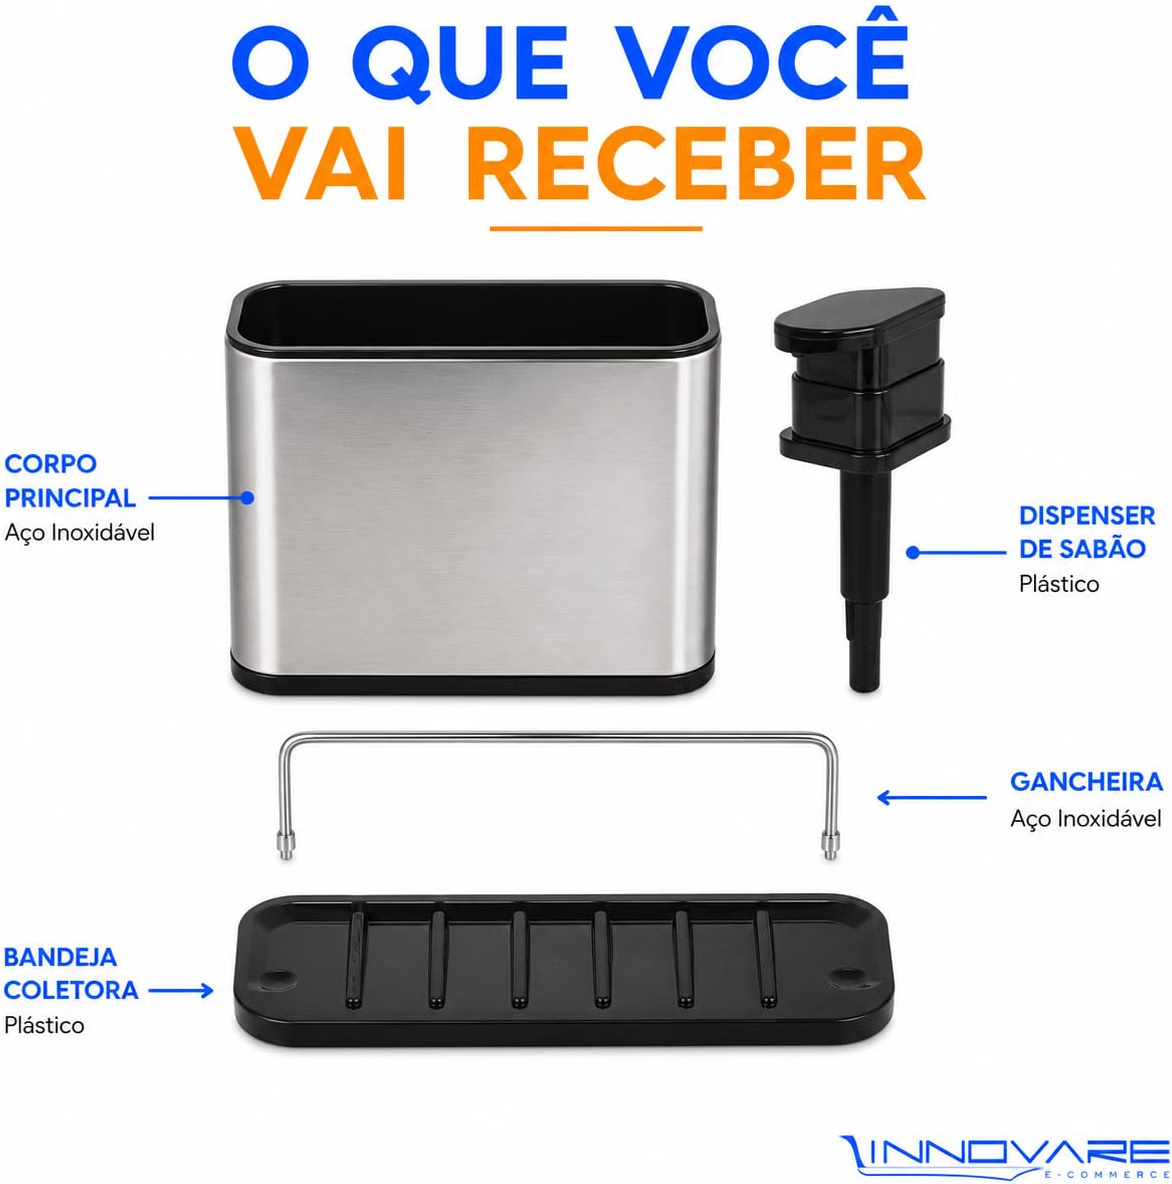 O QUE VOCÊ
VAI RECEBER
CORPO
PRINCIPAL
Aço Inoxidável
DISPENSER
DE SABÃO
Plástico
GANCHEIRA
Aço Inoxidável
BANDEJA
COLETORA
Plástico
INNOVARE
E-COMMERCE